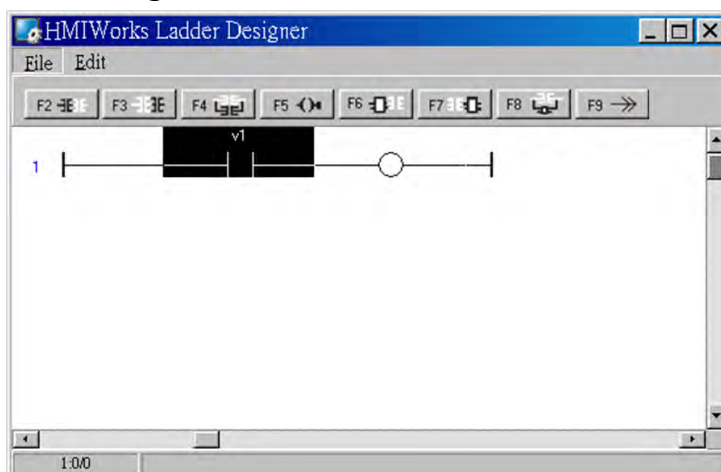 HMIWorks Ladder Designer
File Edit
F2 F3 F4 F5 F6 F7 F8 F9
v1
1
1:0/0